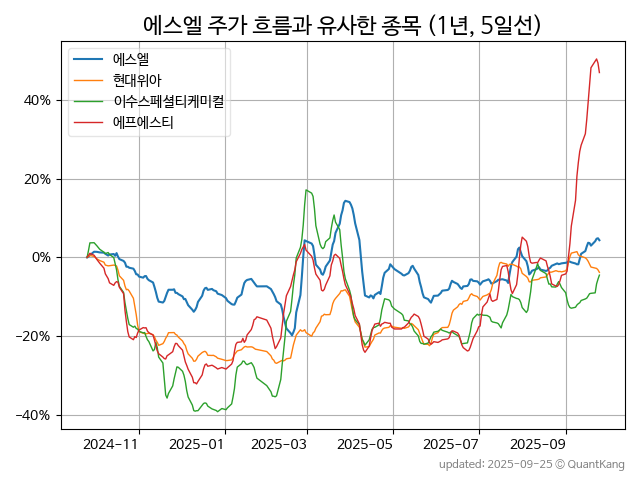 에스엘 주가 흐름과 유사한 종목 (1년, 5일선)
에스엘
현대위아
이수스페셜티케미컬
에프에스티
40%
20%
0%
−20%
−40%
2024-11
2025-01
2025-03
2025-05
2025-07
2025-09
updated: 2025-09-25 © QuantKang